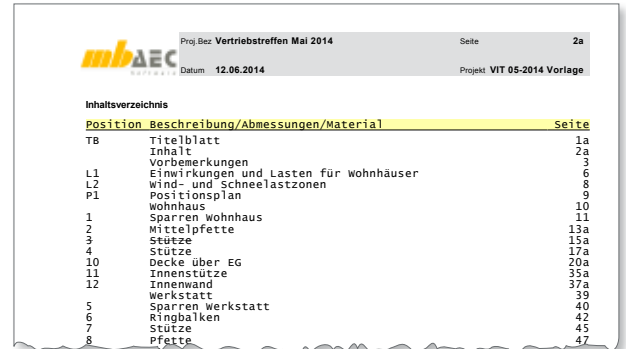 mb AEC
Software
Proj.Bez Vertriebstreffen Mai 2014 Seite 2a
Datum 12.06.2014 Projekt VIT 05-2014 Vorlage
Inhaltsverzeichnis
Position Beschreibung/Abmessungen/Material Seite
TB Titelblatt 1a
Inhalt 2a
Vorbemerkungen 3
L1 Einwirkungen und Lasten für Wohnhäuser 6
L2 Wind- und Schneelastzonen 8
P1 Positionsplan 9
Wohnhaus 10
1 Sparren Wohnhaus 11
2 Mittelpfette 13a
3 Stütze 15a
4 Stütze 17a
10 Decke über EG 20a
11 Innenstütze 35a
12 Innenwand 37a
Werkstatt 39
5 Sparren Werkstatt 40
6 Ringbalken 42
7 Stütze 45
8 Pfette 47